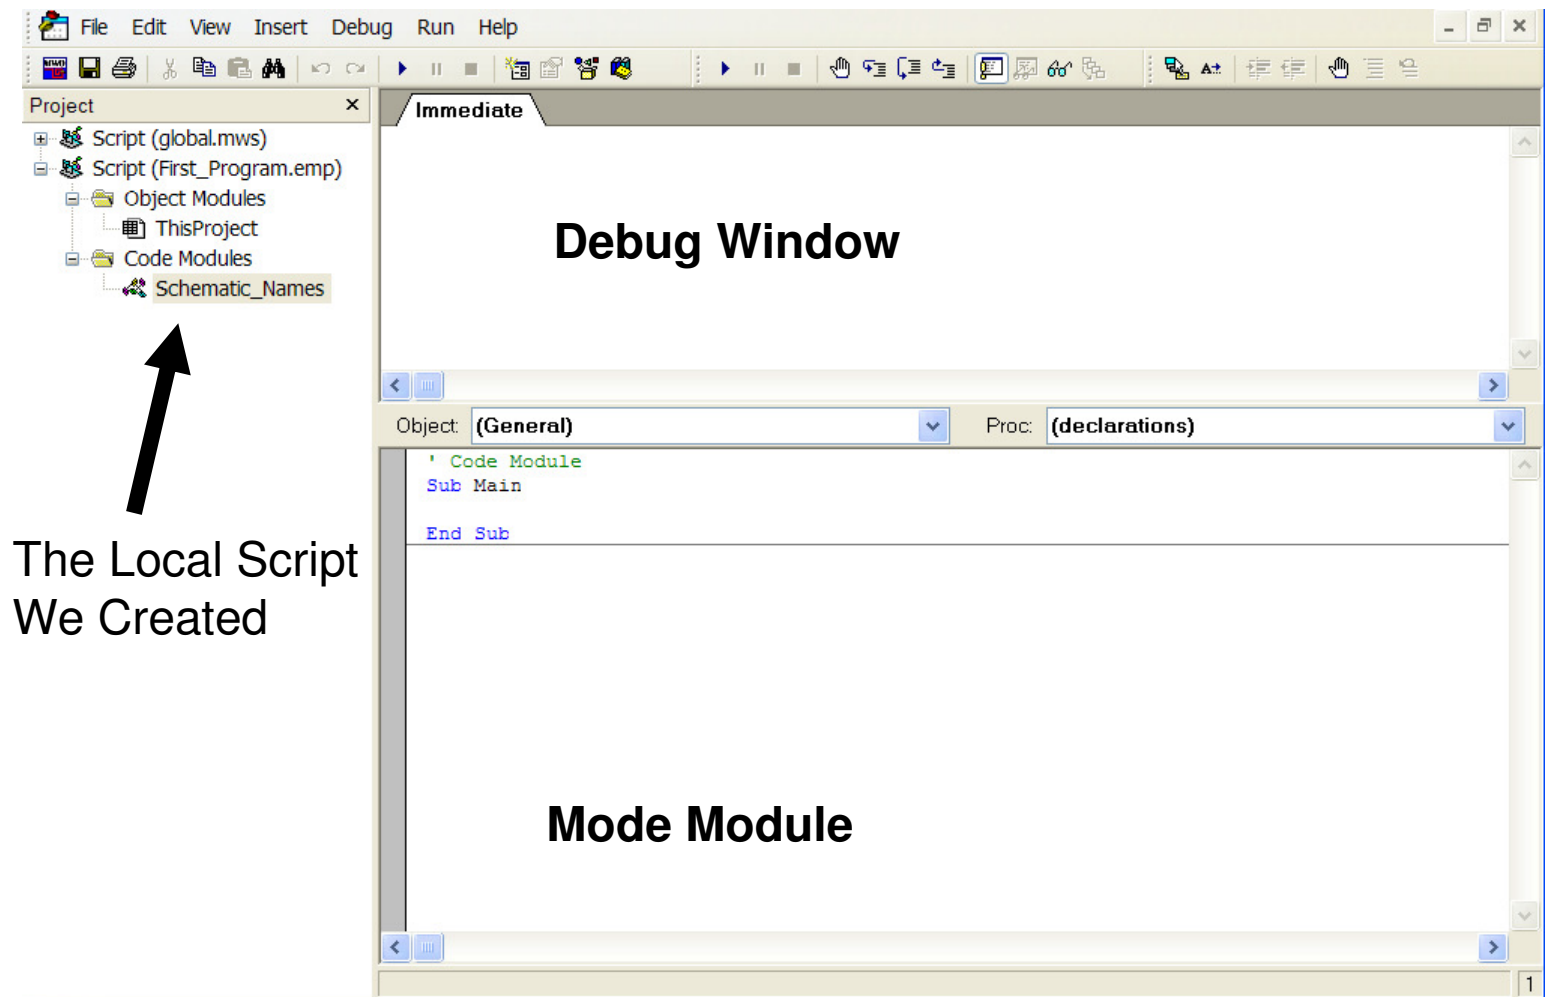 File Edit View Insert Debug Run Help
Project
Immediate
Script (global.mws)
Script (First_Program.emp)
Object Modules
ThisProject
Code Modules
Schematic_Names
Debug Window
Object: (General) Proc: (declarations)
' Code Module
Sub Main
End Sub
The Local Script
We Created
Mode Module
1